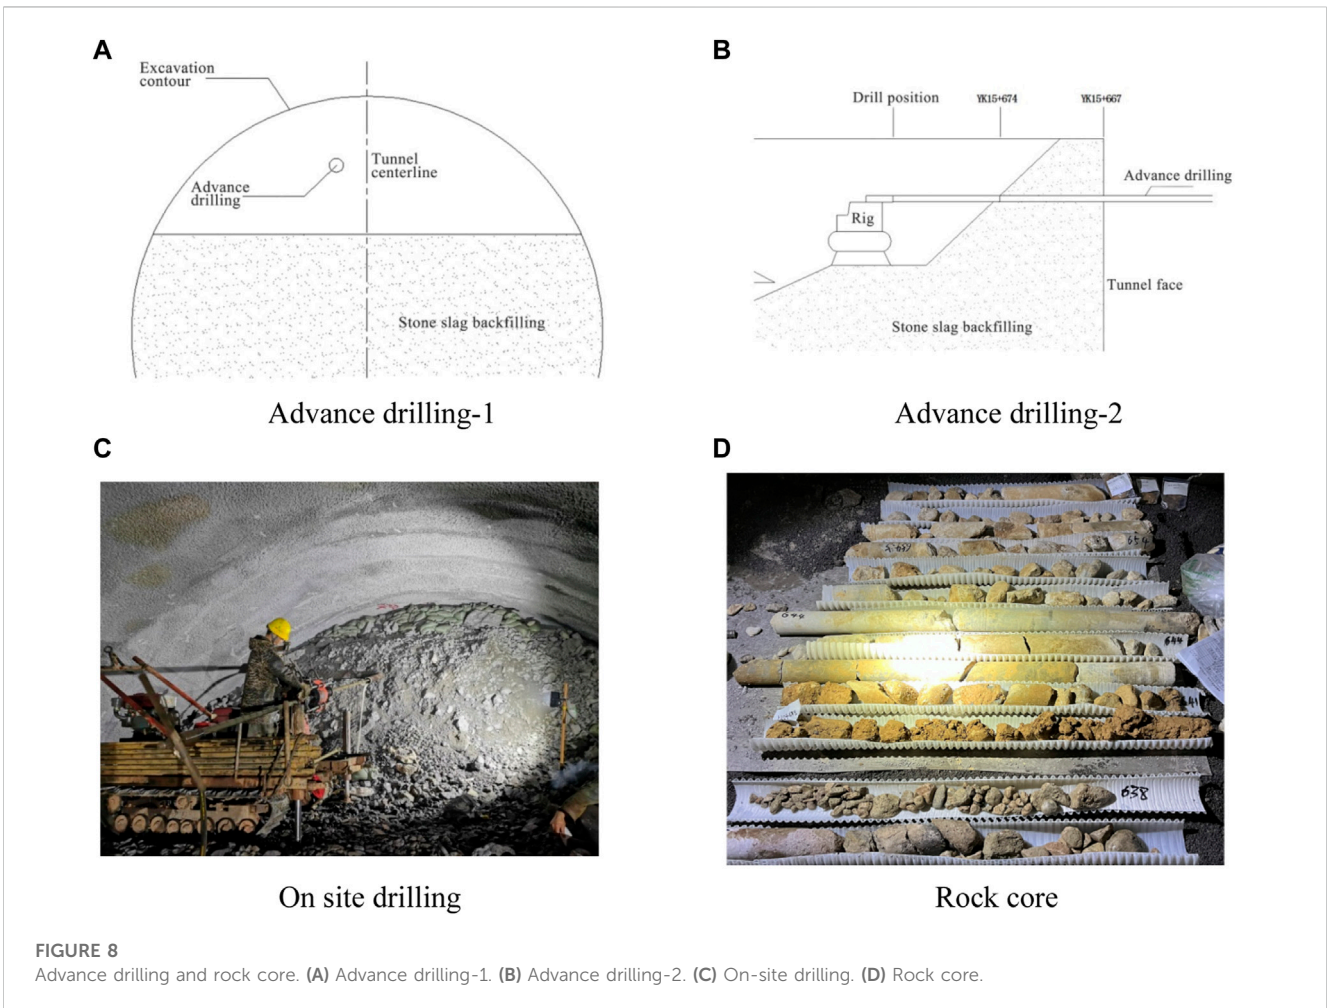 A
Excavation
contour
Tunnel
centerline
Advance
drilling
Stone slag backfilling
Advance drilling-1
B
Drill position
YK15+674
YK15+667
Advance drilling
Rig
Tunnel face
Stone slag backfilling
Advance drilling-2
C
On site drilling
D
644
638
Rock core
FIGURE 8
Advance drilling and rock core. (A) Advance drilling-1. (B) Advance drilling-2. (C) On-site drilling. (D) Rock core.